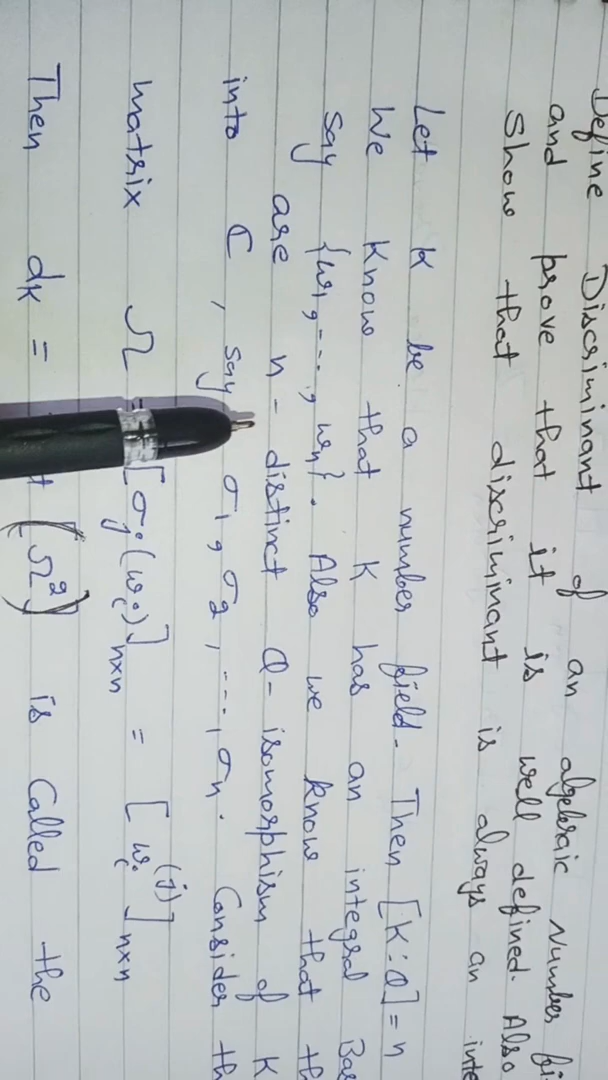 Define Discriminant of an algebraic Number
and prove that it is well defined. Also
Show that discriminant is always an
Let K be a number field. Then [K:Q]=n
We know that K has an integral
say {w1, ---, wn}. Also we know that
are n- distinct Q- isomorphism of K
into C, say σ1, σ2, ---, σn. Consider
matrix Ω [σj(wi)]n×n = [wi(j)]n×n
Then dK = (Ω2) is Called the